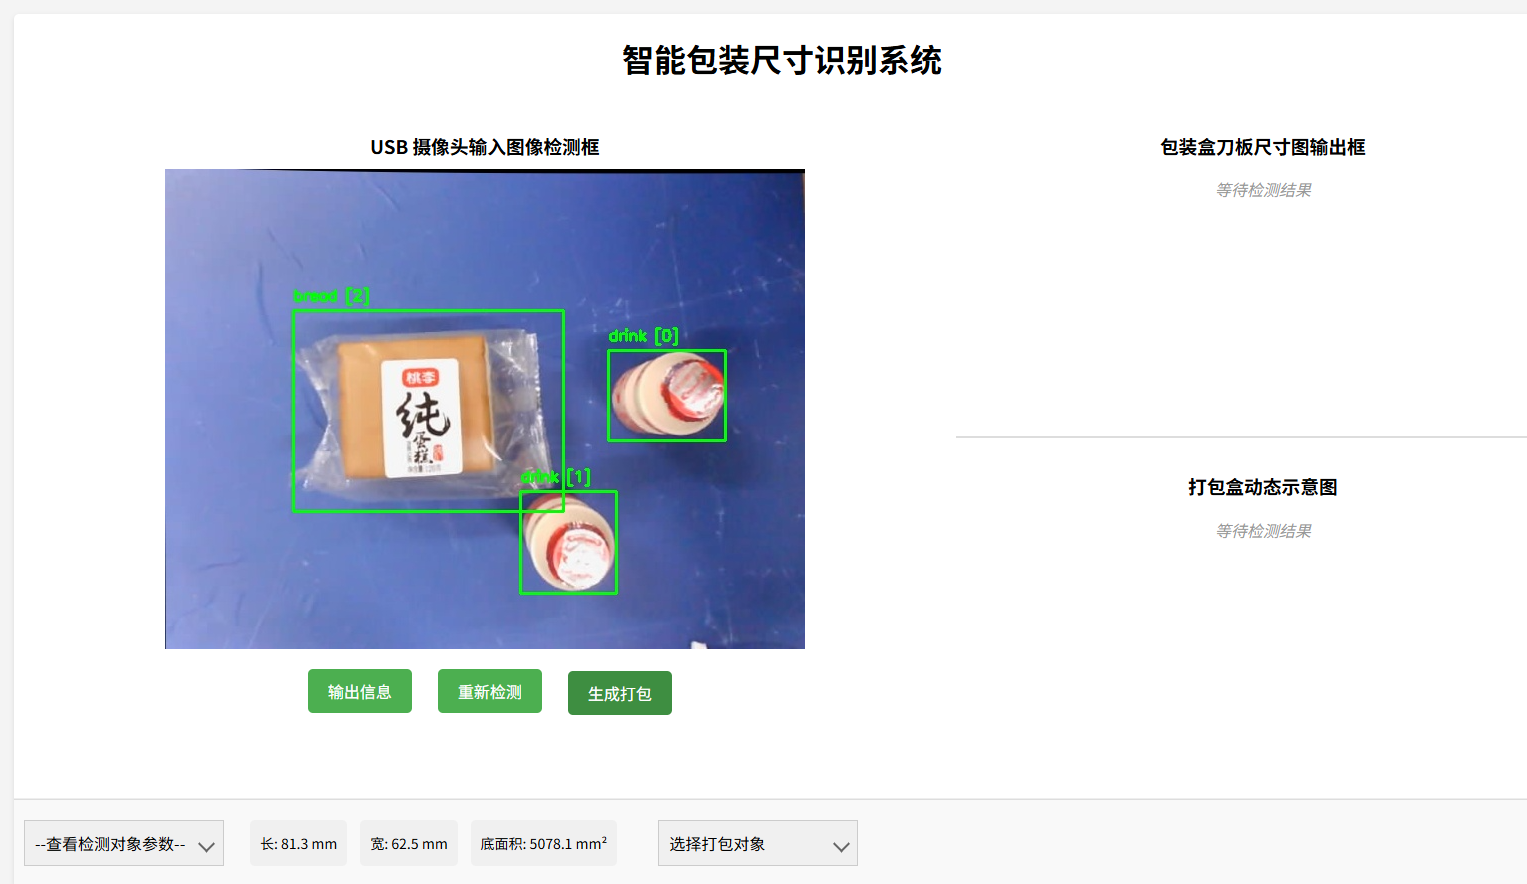 智能包装尺寸识别系统
USB 摄像头输入图像检测框
bread [2]
drink [0]
桃李
纯
蛋糕
drink [1]
输出信息
重新检测
生成打包
包装盒刀板尺寸图输出框
等待检测结果
打包盒动态示意图
等待检测结果
--查看检测对象参数--
长: 81.3 mm
宽: 62.5 mm
底面积: 5078.1 mm²
选择打包对象